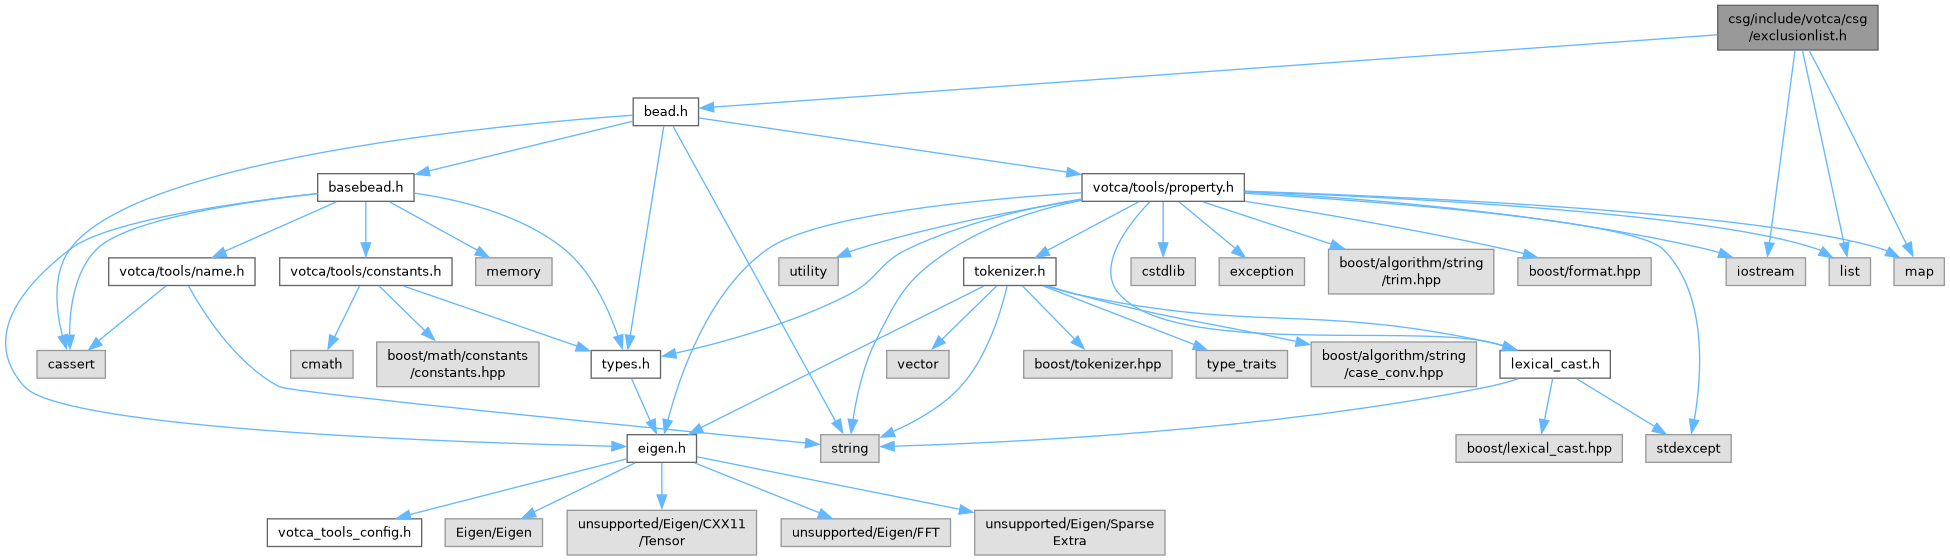 csg/include/votca/csg
/exclusionlist.h
bead.h
basebead.h
votca/tools/property.h
votca/tools/name.h
votca/tools/constants.h
memory
utility
tokenizer.h
cstdlib
exception
boost/algorithm/string
/trim.hpp
boost/format.hpp
iostream
list
map
cassert
cmath
boost/math/constants
/constants.hpp
types.h
vector
boost/tokenizer.hpp
type_traits
boost/algorithm/string
/case_conv.hpp
lexical_cast.h
eigen.h
string
boost/lexical_cast.hpp
stdexcept
votca_tools_config.h
Eigen/Eigen
unsupported/Eigen/CXX11
/Tensor
unsupported/Eigen/FFT
unsupported/Eigen/Sparse
Extra